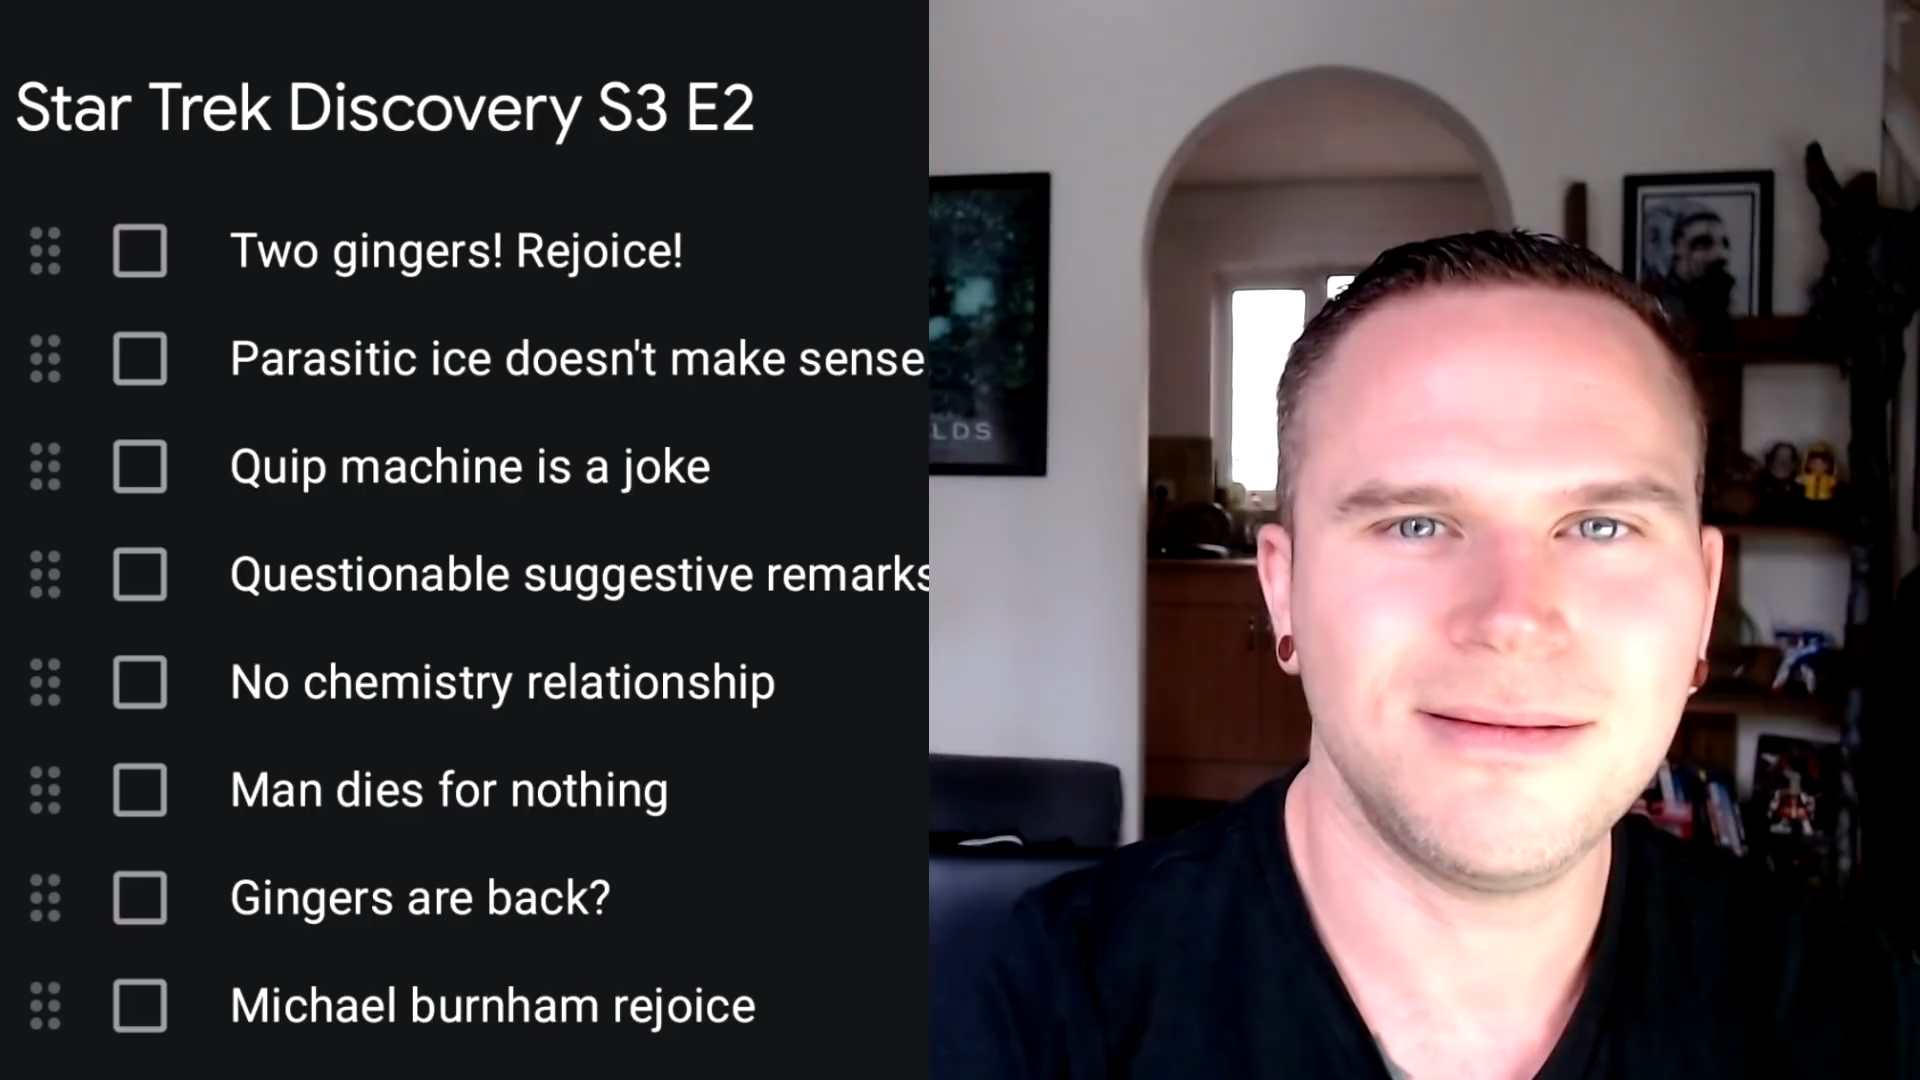 Star Trek Discovery S3 E2
Two gingers! Rejoice!
Parasitic ice doesn't make sense.
Quip machine is a joke
Questionable suggestive remarks
No chemistry relationship
Man dies for nothing
Gingers are back?
Michael burnham rejoice
LDS